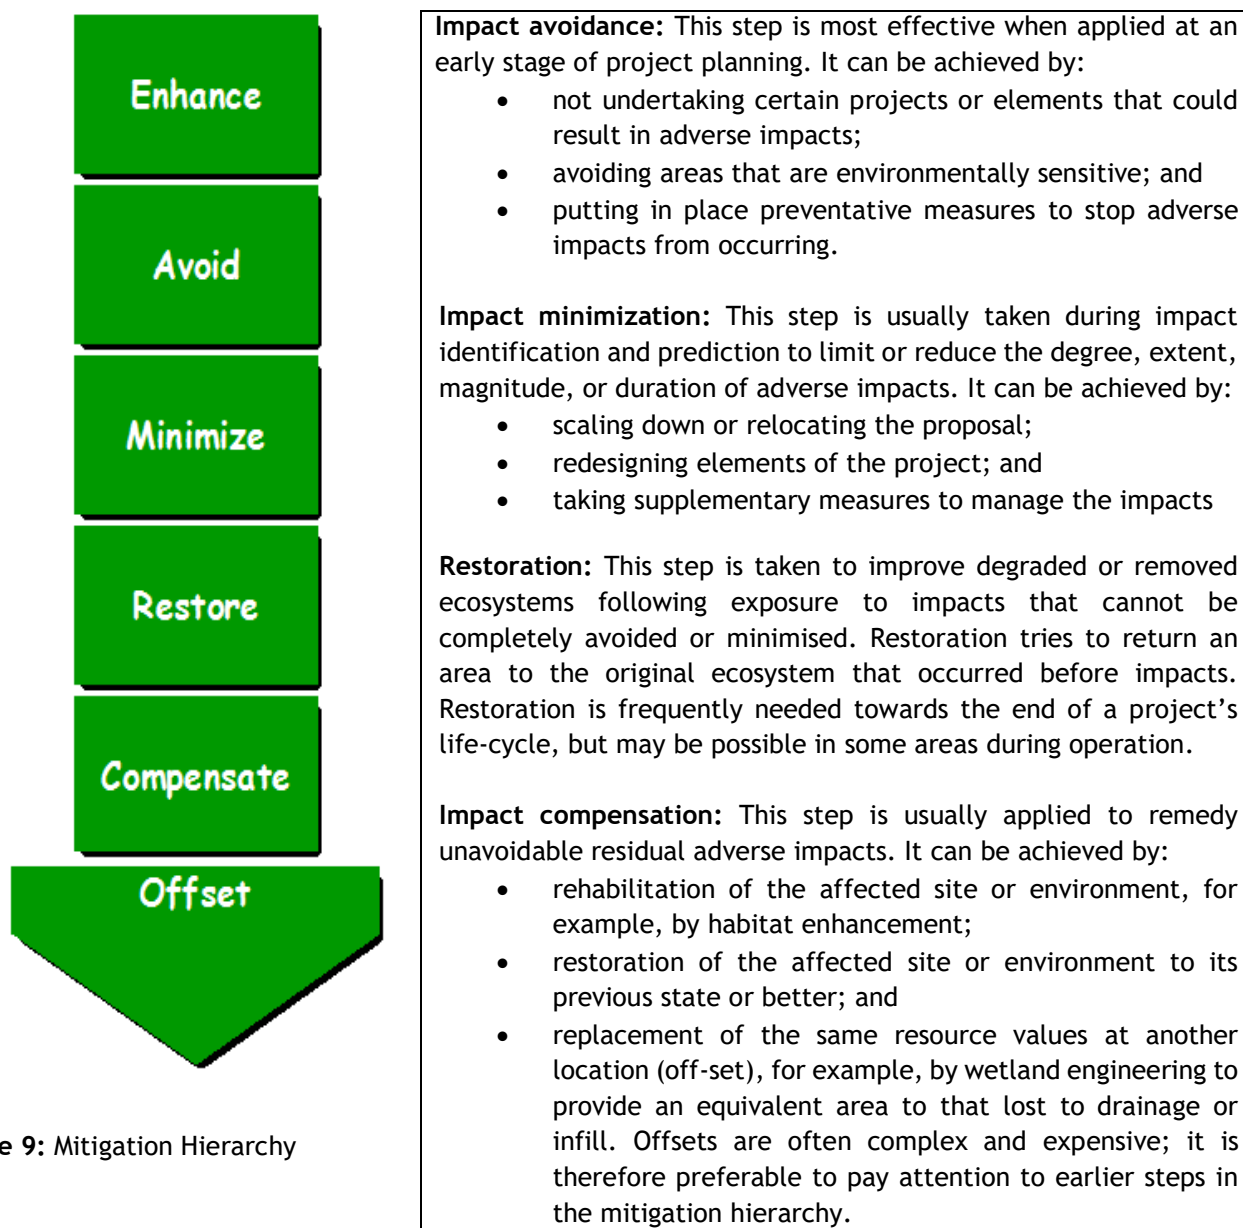 Enhance
Avoid
Minimize
Restore
Compensate
Offset
e 9: Mitigation Hierarchy
Impact avoidance: This step is most effective when applied at an
early stage of project planning. It can be achieved by:
• not undertaking certain projects or elements that could
result in adverse impacts;
• avoiding areas that are environmentally sensitive; and
• putting in place preventative measures to stop adverse
impacts from occurring.
Impact minimization: This step is usually taken during impact
identification and prediction to limit or reduce the degree, extent,
magnitude, or duration of adverse impacts. It can be achieved by:
• scaling down or relocating the proposal;
• redesigning elements of the project; and
• taking supplementary measures to manage the impacts
Restoration: This step is taken to improve degraded or removed
ecosystems following exposure to impacts that cannot be
completely avoided or minimised. Restoration tries to return an
area to the original ecosystem that occurred before impacts.
Restoration is frequently needed towards the end of a project’s
life-cycle, but may be possible in some areas during operation.
Impact compensation: This step is usually applied to remedy
unavoidable residual adverse impacts. It can be achieved by:
• rehabilitation of the affected site or environment, for
example, by habitat enhancement;
• restoration of the affected site or environment to its
previous state or better; and
• replacement of the same resource values at another
location (off-set), for example, by wetland engineering to
provide an equivalent area to that lost to drainage or
infill. Offsets are often complex and expensive; it is
therefore preferable to pay attention to earlier steps in
the mitigation hierarchy.